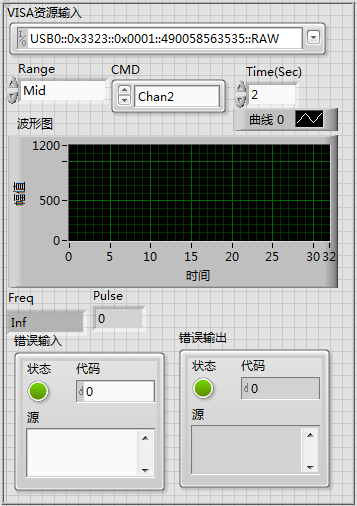 VISA资源输入
I/O USB0::0x3323::0x0001::490058563535::RAW
Range CMD Time(Sec)
Mid Chan2 2
波形图 曲线 0
1200
500
0
幅值
0 5 10 15 20 25 30 32
时间
Freq Pulse
Inf 0
错误输入 错误输出
状态 代码 状态 代码
d 0 d 0
源 源